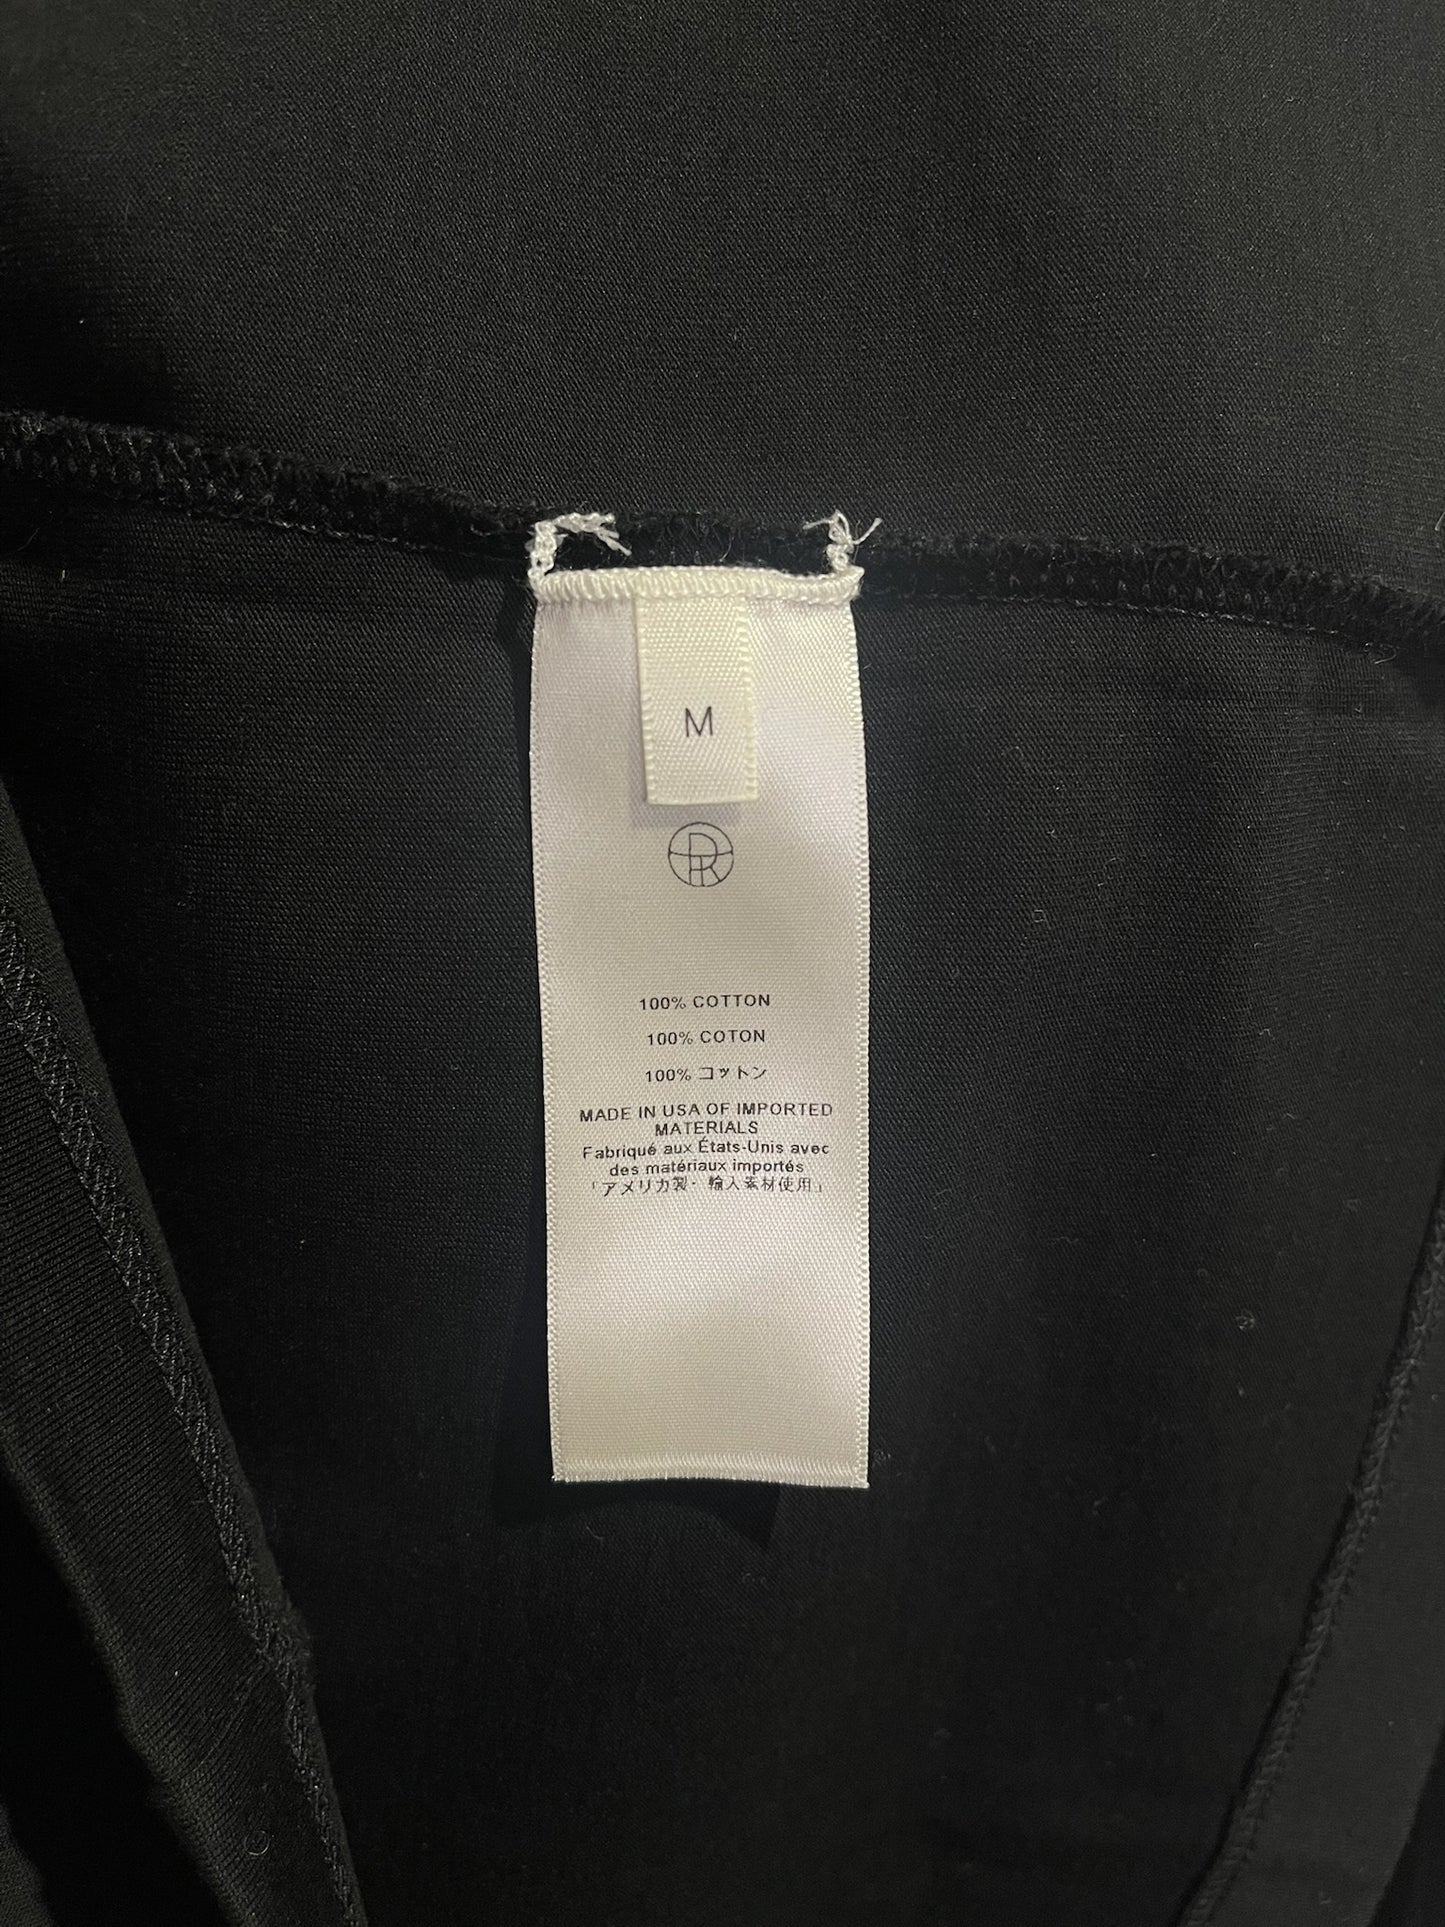 M
100% COTTON
100% COTON
100% コットン
MADE IN USA OF IMPORTED
MATERIALS
Fabriqué aux États-Unis avec
des matériaux importés
「アメリカ製・輸入素材使用」